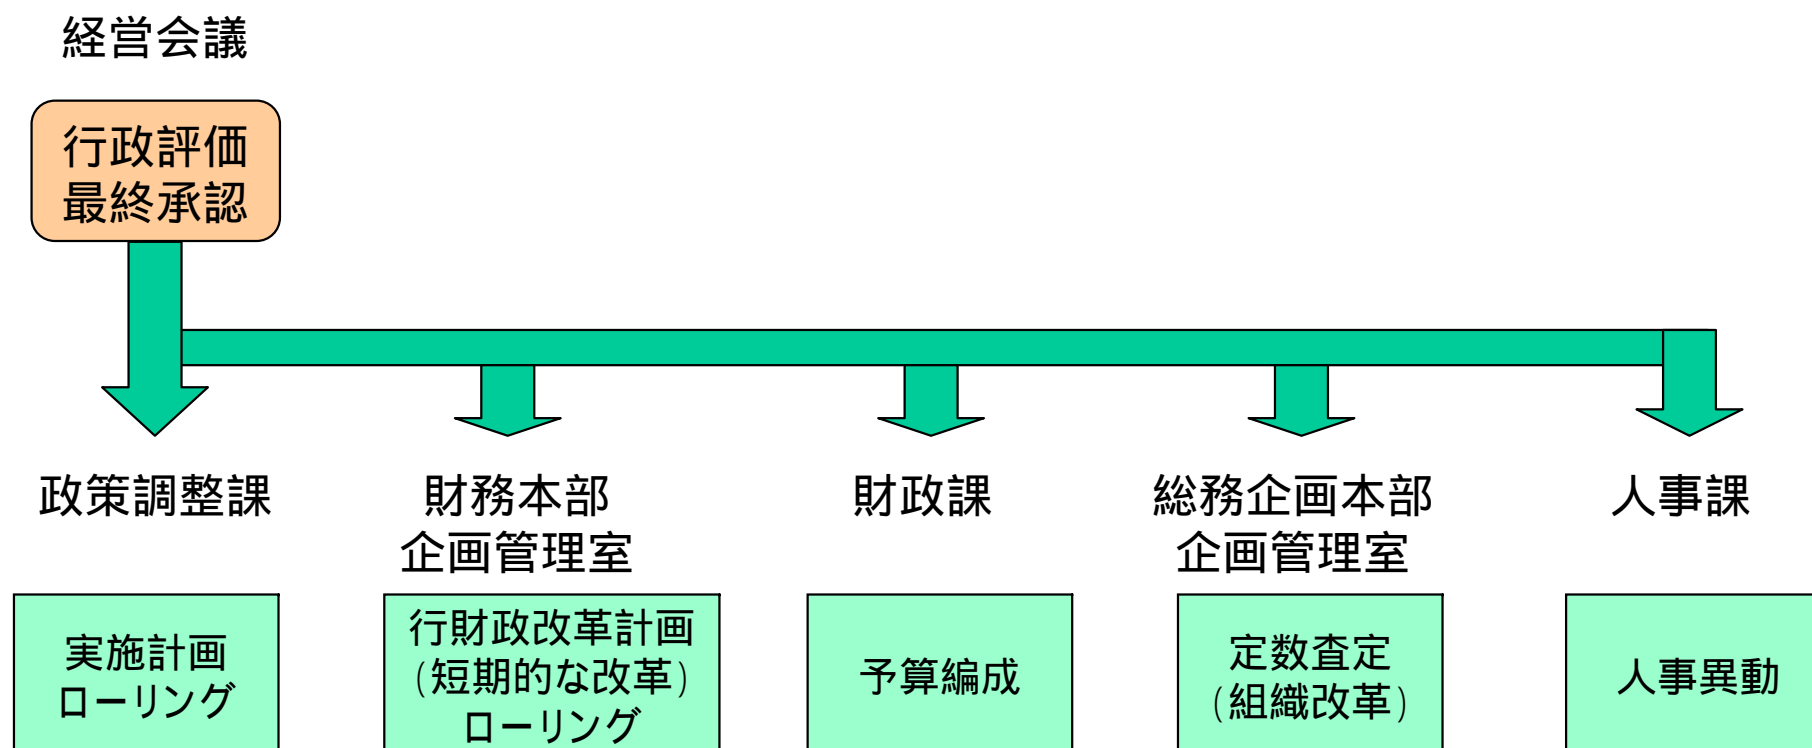 経営会議
行政評価
最終承認
政策調整課
財務本部
企画管理室
財政課
総務企画本部
企画管理室
人事課
実施計画
ローリング
行財政改革計画
(短期的な改革)
ローリング
予算編成
定数査定
(組織改革)
人事異動